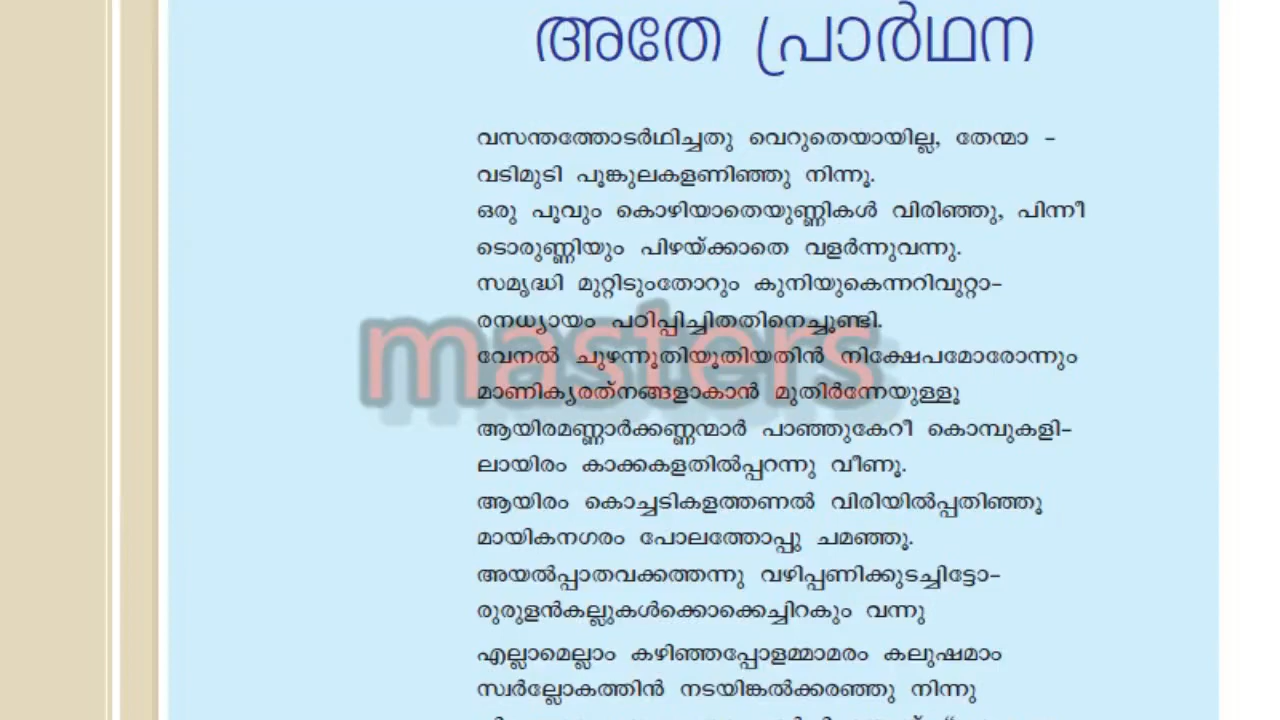 അതേ പ്രാർഥന
വസന്തത്തോടർഥിച്ചതു വെറുതെയായില്ല, തേന്മാ -
വടിമുടി പൂങ്കുലകളണിഞ്ഞു നിന്നൂ.
ഒരു പൂവും കൊഴിയാതെയുണ്ണികൾ വിരിഞ്ഞു, പിന്നീ
ടൊരുണ്ണിയും പിഴയ്ക്കാതെ വളർന്നുവന്നു.
സമൃദ്ധി മുറ്റിടുംതോറും കുനിയുകെന്നറിവുറ്റാ-
രനധ്യായം പഠിപ്പിച്ചിതതിനെച്ചൂണ്ടി.
വേനൽ ചുഴന്നൂതിയൂതിയതിൻ നിക്ഷേപമോരോന്നും
മാണിക്യരത്നങ്ങളാകാൻ മുതിർന്നേയുള്ളൂ
ആയിരമണ്ണാർക്കണ്ണന്മാർ പാഞ്ഞുകേറീ കൊമ്പുകളി-
ലായിരം കാക്കകളതിൽപ്പറന്നു വീണൂ.
ആയിരം കൊച്ചടികളത്തണൽ വിരിയിൽപ്പതിഞ്ഞൂ
മായികനഗരം പോലത്തോപ്പു ചമഞ്ഞൂ.
അയൽപ്പാതവക്കത്തന്നു വഴിപ്പണിക്കുടച്ചിട്ടോ-
രുരുളൻകല്ലുകൾക്കൊക്കെച്ചിറകും വന്നു
എല്ലാമെല്ലാം കഴിഞ്ഞപ്പോളമ്മാമരം കലുഷമാം
സ്വർല്ലോകത്തിൻ നടയിങ്കൽക്കരഞ്ഞു നിന്നു
masters